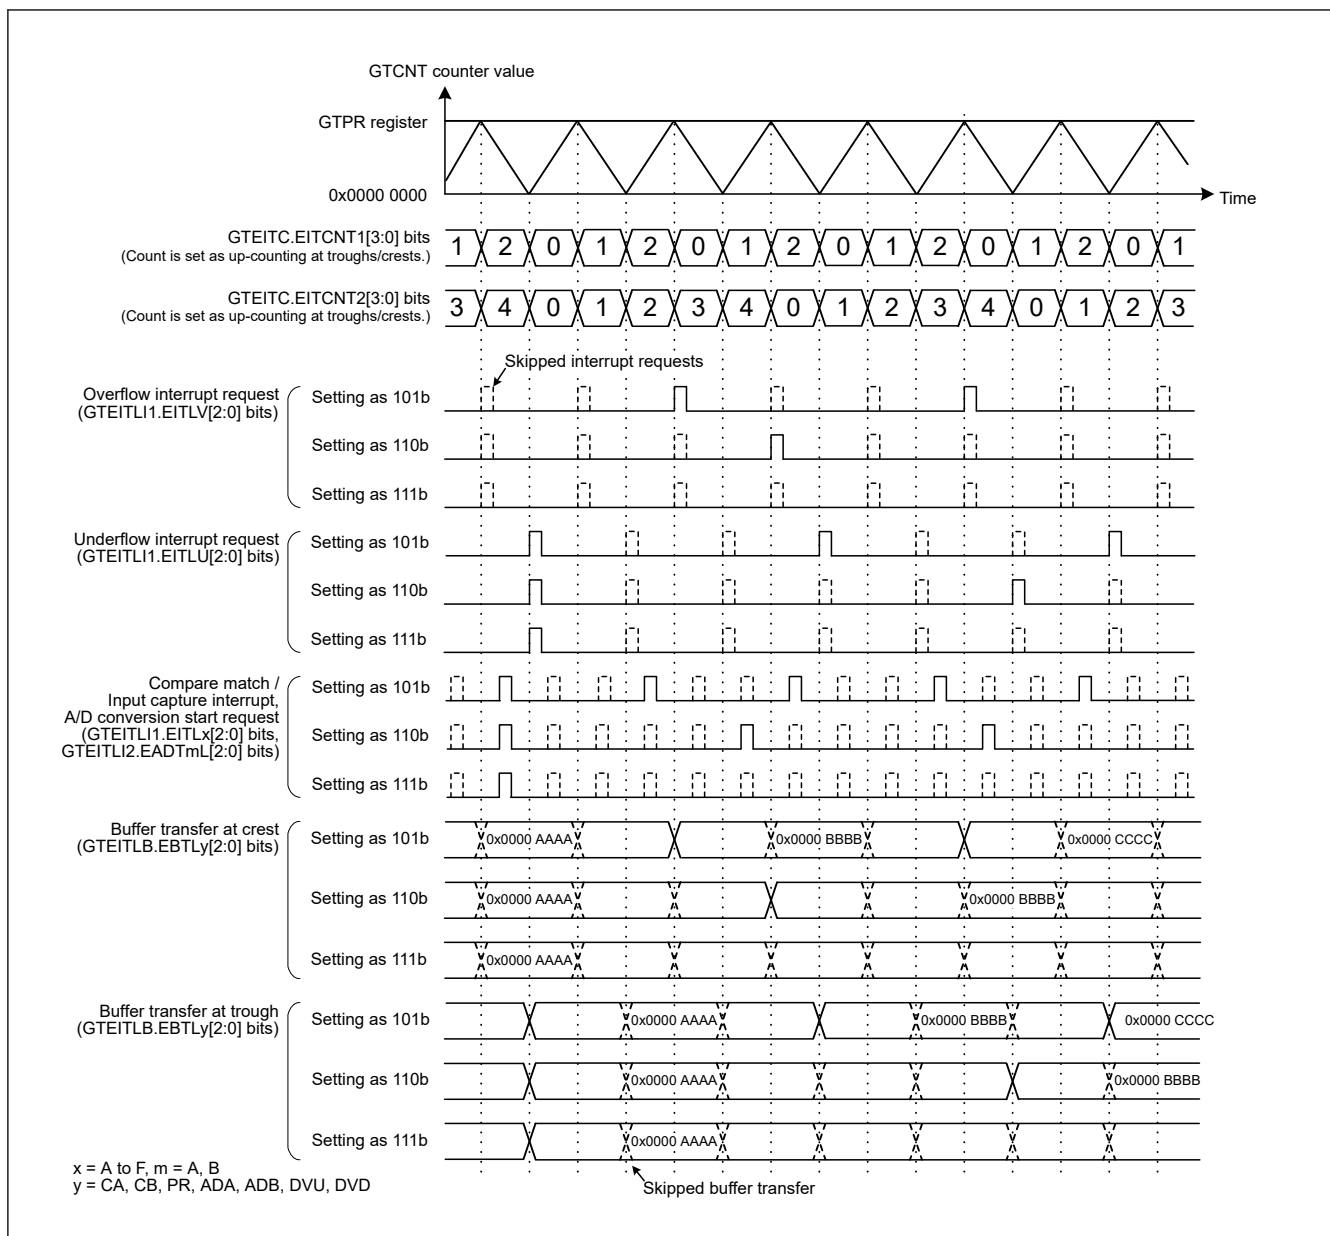 GTCNT counter value
GTPR register
0x0000 0000
Time
GTEITC.EITCNT1[3:0] bits
(Count is set as up-counting at troughs/crests.)
1 2 0 1 2 0 1 2 0 1 2 0 1 2 0 1
GTEITC.EITCNT2[3:0] bits
(Count is set as up-counting at troughs/crests.)
3 4 0 1 2 3 4 0 1 2 3 4 0 1 2 3
Skipped interrupt requests
Overflow interrupt request
(GTEITLI1.EITLV[2:0] bits)
Setting as 101b
Setting as 110b
Setting as 111b
Underflow interrupt request
(GTEITLI1.EITLU[2:0] bits)
Setting as 101b
Setting as 110b
Setting as 111b
Compare match /
Input capture interrupt,
A/D conversion start request
(GTEITLI1.EITLx[2:0] bits,
GTEITLI2.EADTmL[2:0] bits)
Setting as 101b
Setting as 110b
Setting as 111b
Buffer transfer at crest
(GTEITLB.EBTLy[2:0] bits)
Setting as 101b
0x0000 AAAA 0x0000 BBBB 0x0000 CCCC
Setting as 110b
0x0000 AAAA 0x0000 BBBB
Setting as 111b
0x0000 AAAA
Buffer transfer at trough
(GTEITLB.EBTLy[2:0] bits)
Setting as 101b
0x0000 AAAA 0x0000 BBBB 0x0000 CCCC
Setting as 110b
0x0000 AAAA 0x0000 BBBB
Setting as 111b
0x0000 AAAA
Skipped buffer transfer
x = A to F, m = A, B
y = CA, CB, PR, ADA, ADB, DVU, DVD